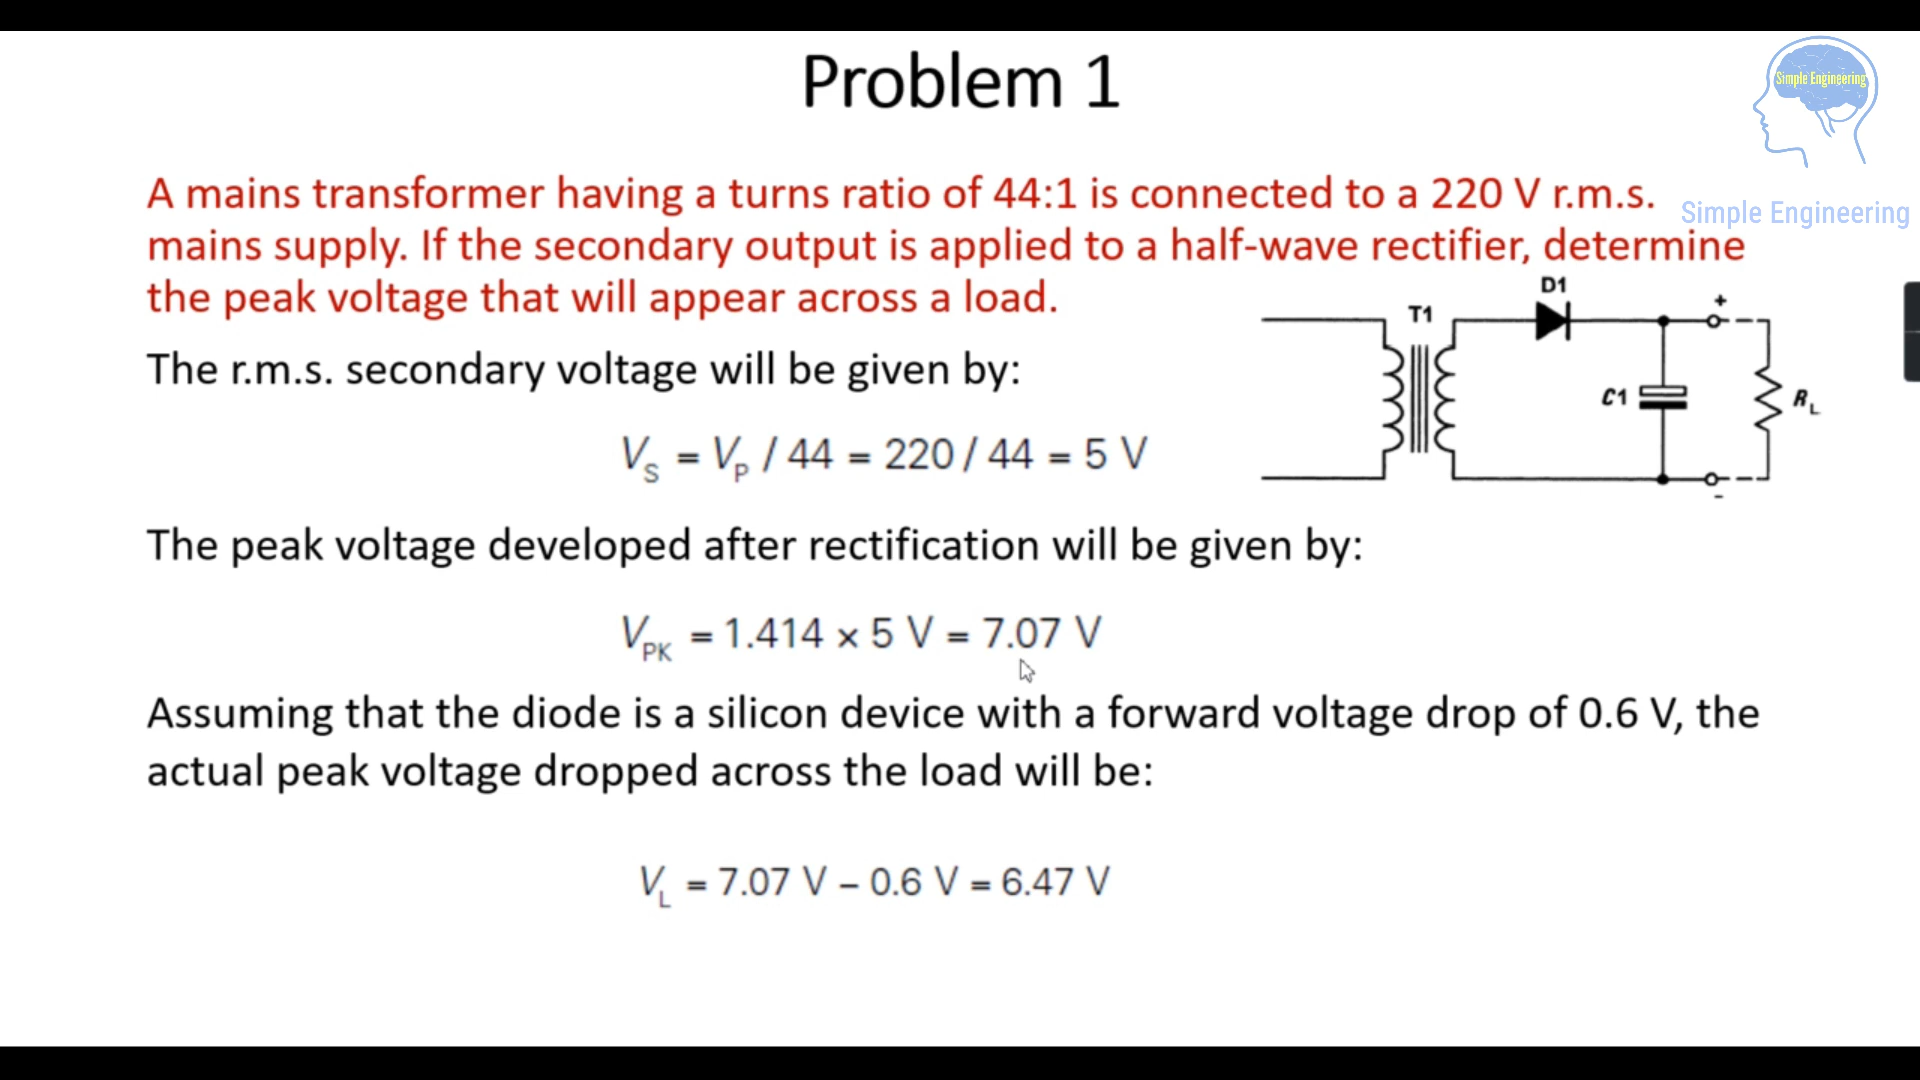 Problem 1
Simple Engineering
Simple Engineering
A mains transformer having a turns ratio of 44:1 is connected to a 220 V r.m.s.
mains supply. If the secondary output is applied to a half-wave rectifier, determine
the peak voltage that will appear across a load.
D1
T1
+
C1
R_L
-
The r.m.s. secondary voltage will be given by:
V_S = V_P / 44 = 220 / 44 = 5 V
The peak voltage developed after rectification will be given by:
V_PK = 1.414 × 5 V = 7.07 V
Assuming that the diode is a silicon device with a forward voltage drop of 0.6 V, the
actual peak voltage dropped across the load will be:
V_L = 7.07 V – 0.6 V = 6.47 V